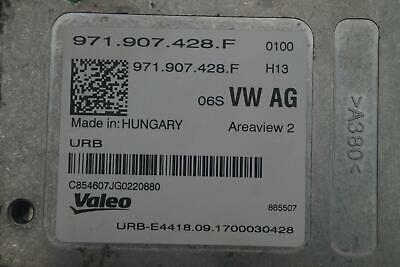 971.907.428.F 0100
971.907.428.F H13
06S VW AG
Made in: HUNGARY Areaview 2
URB
C854607JG0220880
Valeo 885507
URB-E4418.09.1700030428
>A380<